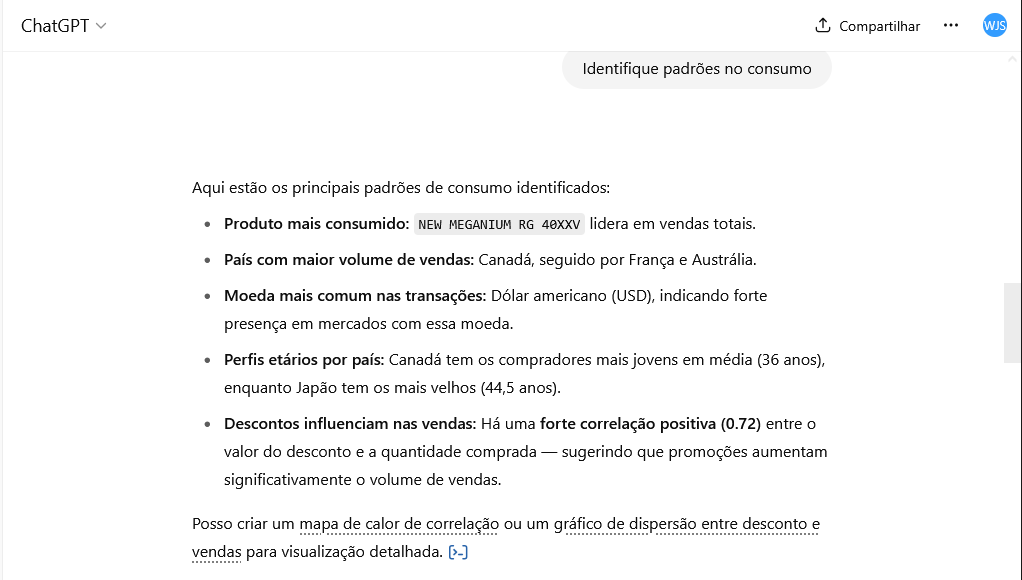 ChatGPT
Compartilhar
WJS
Identifique padrões no consumo
Aqui estão os principais padrões de consumo identificados:
Produto mais consumido: NEW MEGANIUM RG 40XXV lidera em vendas totais.
País com maior volume de vendas: Canadá, seguido por França e Austrália.
Moeda mais comum nas transações: Dólar americano (USD), indicando forte
presença em mercados com essa moeda.
Perfis etários por país: Canadá tem os compradores mais jovens em média (36 anos),
enquanto Japão tem os mais velhos (44,5 anos).
Descontos influenciam nas vendas: Há uma forte correlação positiva (0.72) entre o
valor do desconto e a quantidade comprada — sugerindo que promoções aumentam
significativamente o volume de vendas.
Posso criar um mapa de calor de correlação ou um gráfico de dispersão entre desconto e
vendas para visualização detalhada.